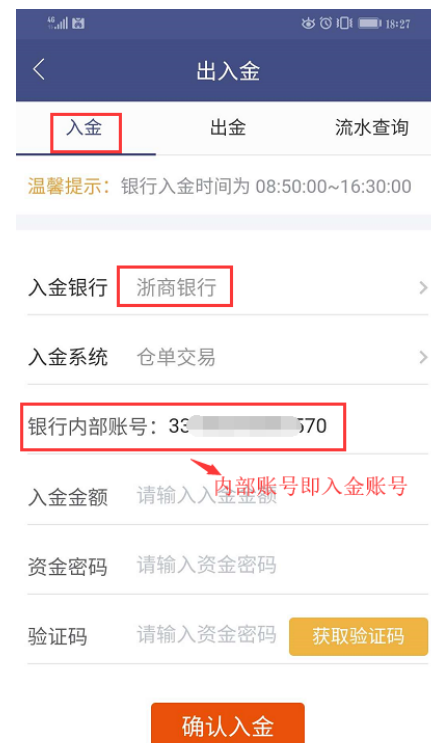 46 18:27
出入金
入金 出金 流水查询
温馨提示：银行入金时间为 08:50:00~16:30:00
入金银行 浙商银行
入金系统 仓单交易
银行内部账号：33 570
内部账号即入金账号
入金金额 请输入入金金额
资金密码 请输入资金密码
验证码 请输入资金密码 获取验证码
确认入金